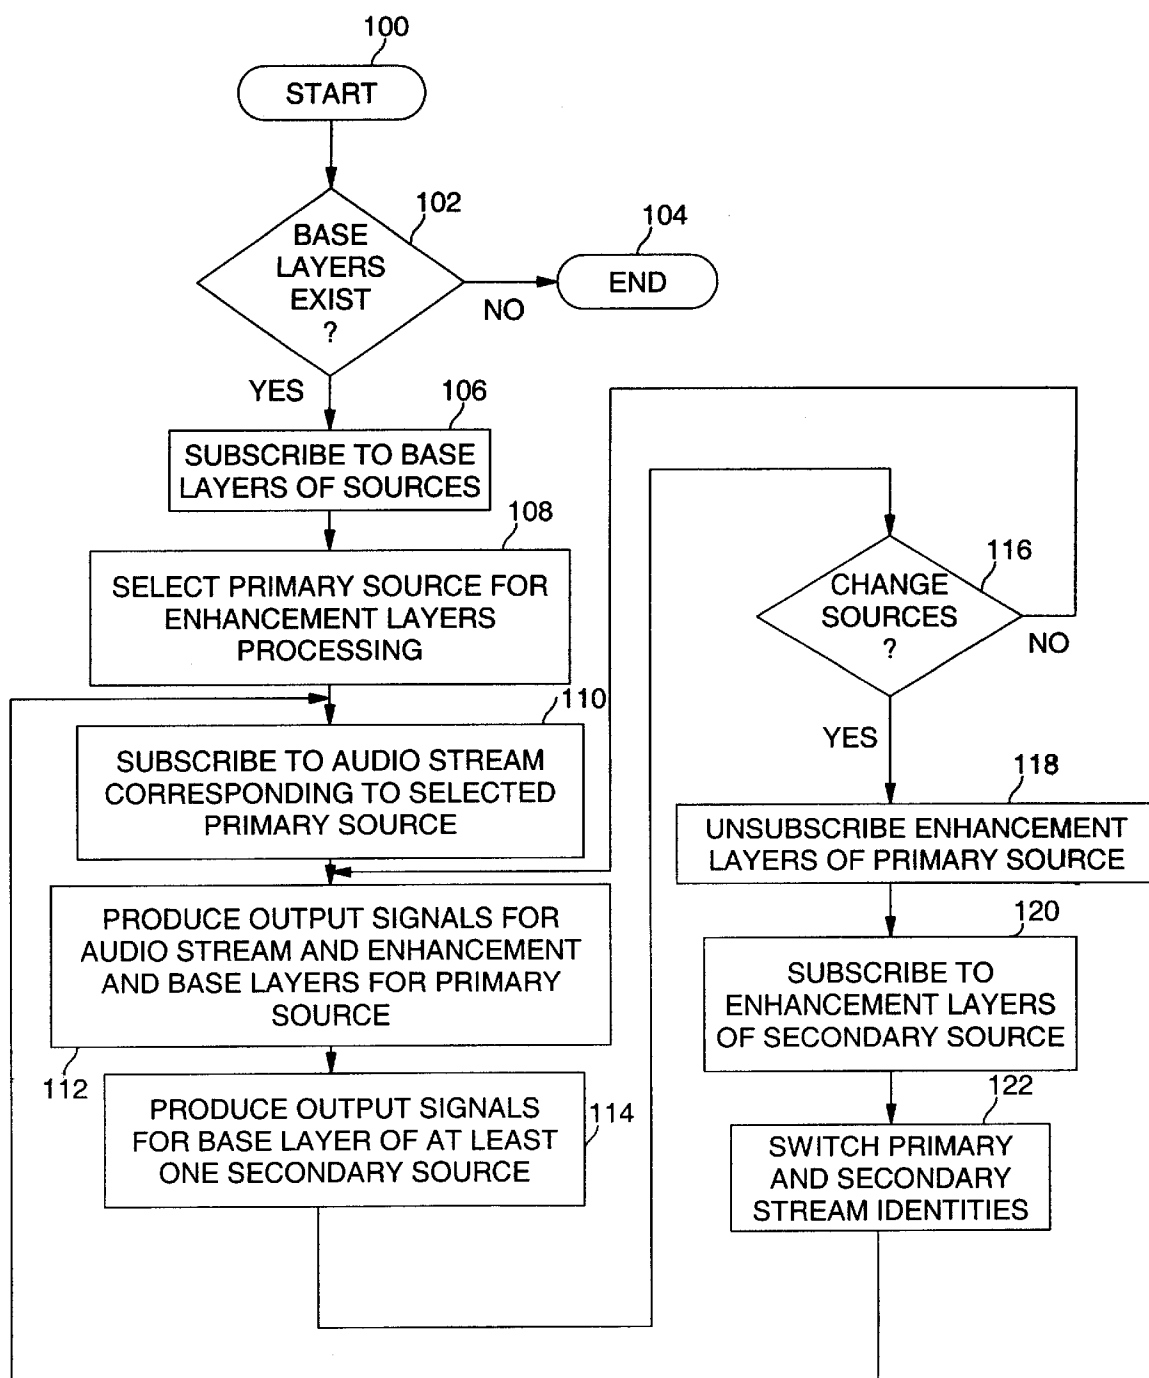 100
START
102
BASE
LAYERS
EXIST
?
104
END
NO
YES
106
SUBSCRIBE TO BASE
LAYERS OF SOURCES
108
SELECT PRIMARY SOURCE FOR
ENHANCEMENT LAYERS
PROCESSING
110
SUBSCRIBE TO AUDIO STREAM
CORRESPONDING TO SELECTED
PRIMARY SOURCE
PRODUCE OUTPUT SIGNALS FOR
AUDIO STREAM AND ENHANCEMENT
AND BASE LAYERS FOR PRIMARY
SOURCE
112
PRODUCE OUTPUT SIGNALS
FOR BASE LAYER OF AT LEAST
ONE SECONDARY SOURCE
114
116
CHANGE
SOURCES
?
NO
YES
118
UNSUBSCRIBE ENHANCEMENT
LAYERS OF PRIMARY SOURCE
120
SUBSCRIBE TO
ENHANCEMENT LAYERS
OF SECONDARY SOURCE
122
SWITCH PRIMARY
AND SECONDARY
STREAM IDENTITIES